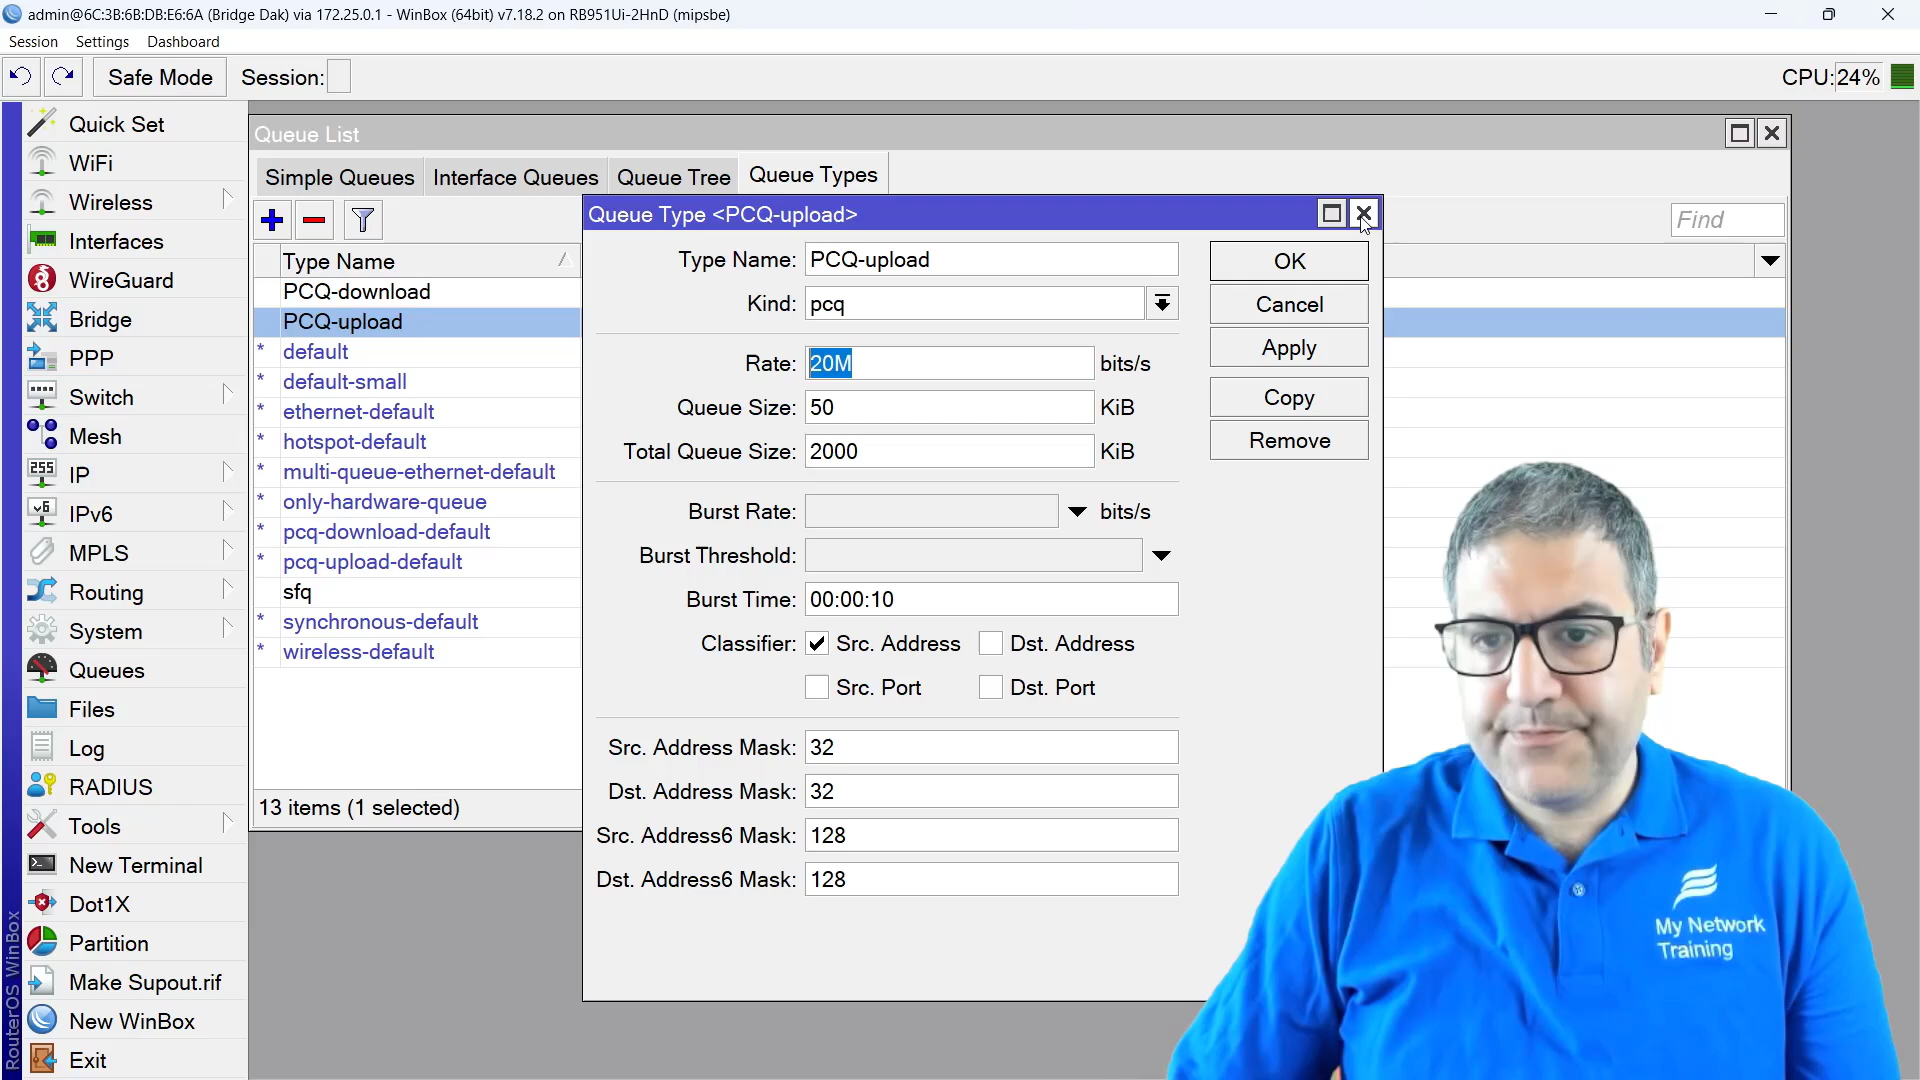 admin@6C:3B:6B:DB:E6:6A (Bridge Dak) via 172.25.0.1 - WinBox (64bit) v7.18.2 on RB951Ui-2HnD (mipsbe)
Session Settings Dashboard
Safe Mode Session: CPU: 24%
Quick Set
WiFi
Wireless
Interfaces
WireGuard
Bridge
PPP
Switch
Mesh
255
IP
v6
IPv6
MPLS
Routing
System
Queues
Files
Log
RADIUS
Tools
New Terminal
Dot1X
Partition
Make Supout.rif
New WinBox
Exit
RouterOS WinBox
Queue List
Simple Queues Interface Queues Queue Tree Queue Types
Find
Type Name
PCQ-download
PCQ-upload
* default
* default-small
* ethernet-default
* hotspot-default
* multi-queue-ethernet-default
* only-hardware-queue
* pcq-download-default
* pcq-upload-default
sfq
* synchronous-default
* wireless-default
13 items (1 selected)
Queue Type <PCQ-upload>
Type Name: PCQ-upload
Kind: pcq
Rate: 20M bits/s
Queue Size: 50 KiB
Total Queue Size: 2000 KiB
Burst Rate: bits/s
Burst Threshold:
Burst Time: 00:00:10
Classifier: Src. Address Dst. Address
Src. Port Dst. Port
Src. Address Mask: 32
Dst. Address Mask: 32
Src. Address6 Mask: 128
Dst. Address6 Mask: 128
OK
Cancel
Apply
Copy
Remove
My Network
Training